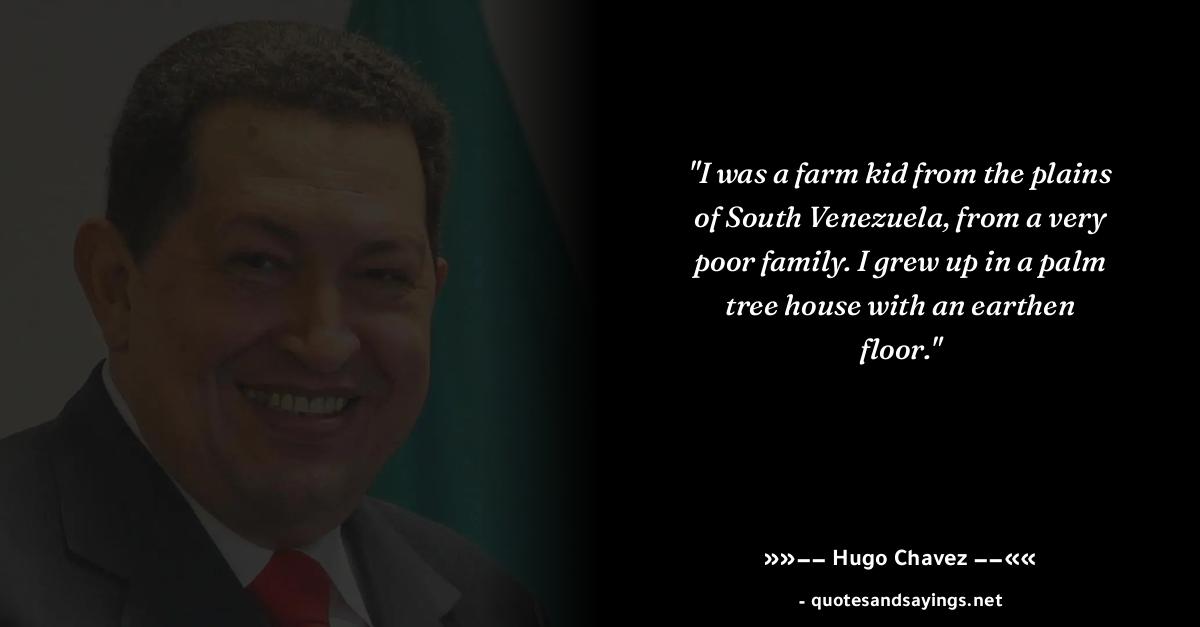 "I was a farm kid from the plains
of South Venezuela, from a very
poor family. I grew up in a palm
tree house with an earthen
floor."
»»–– Hugo Chavez ––««
- quotesandsayings.net